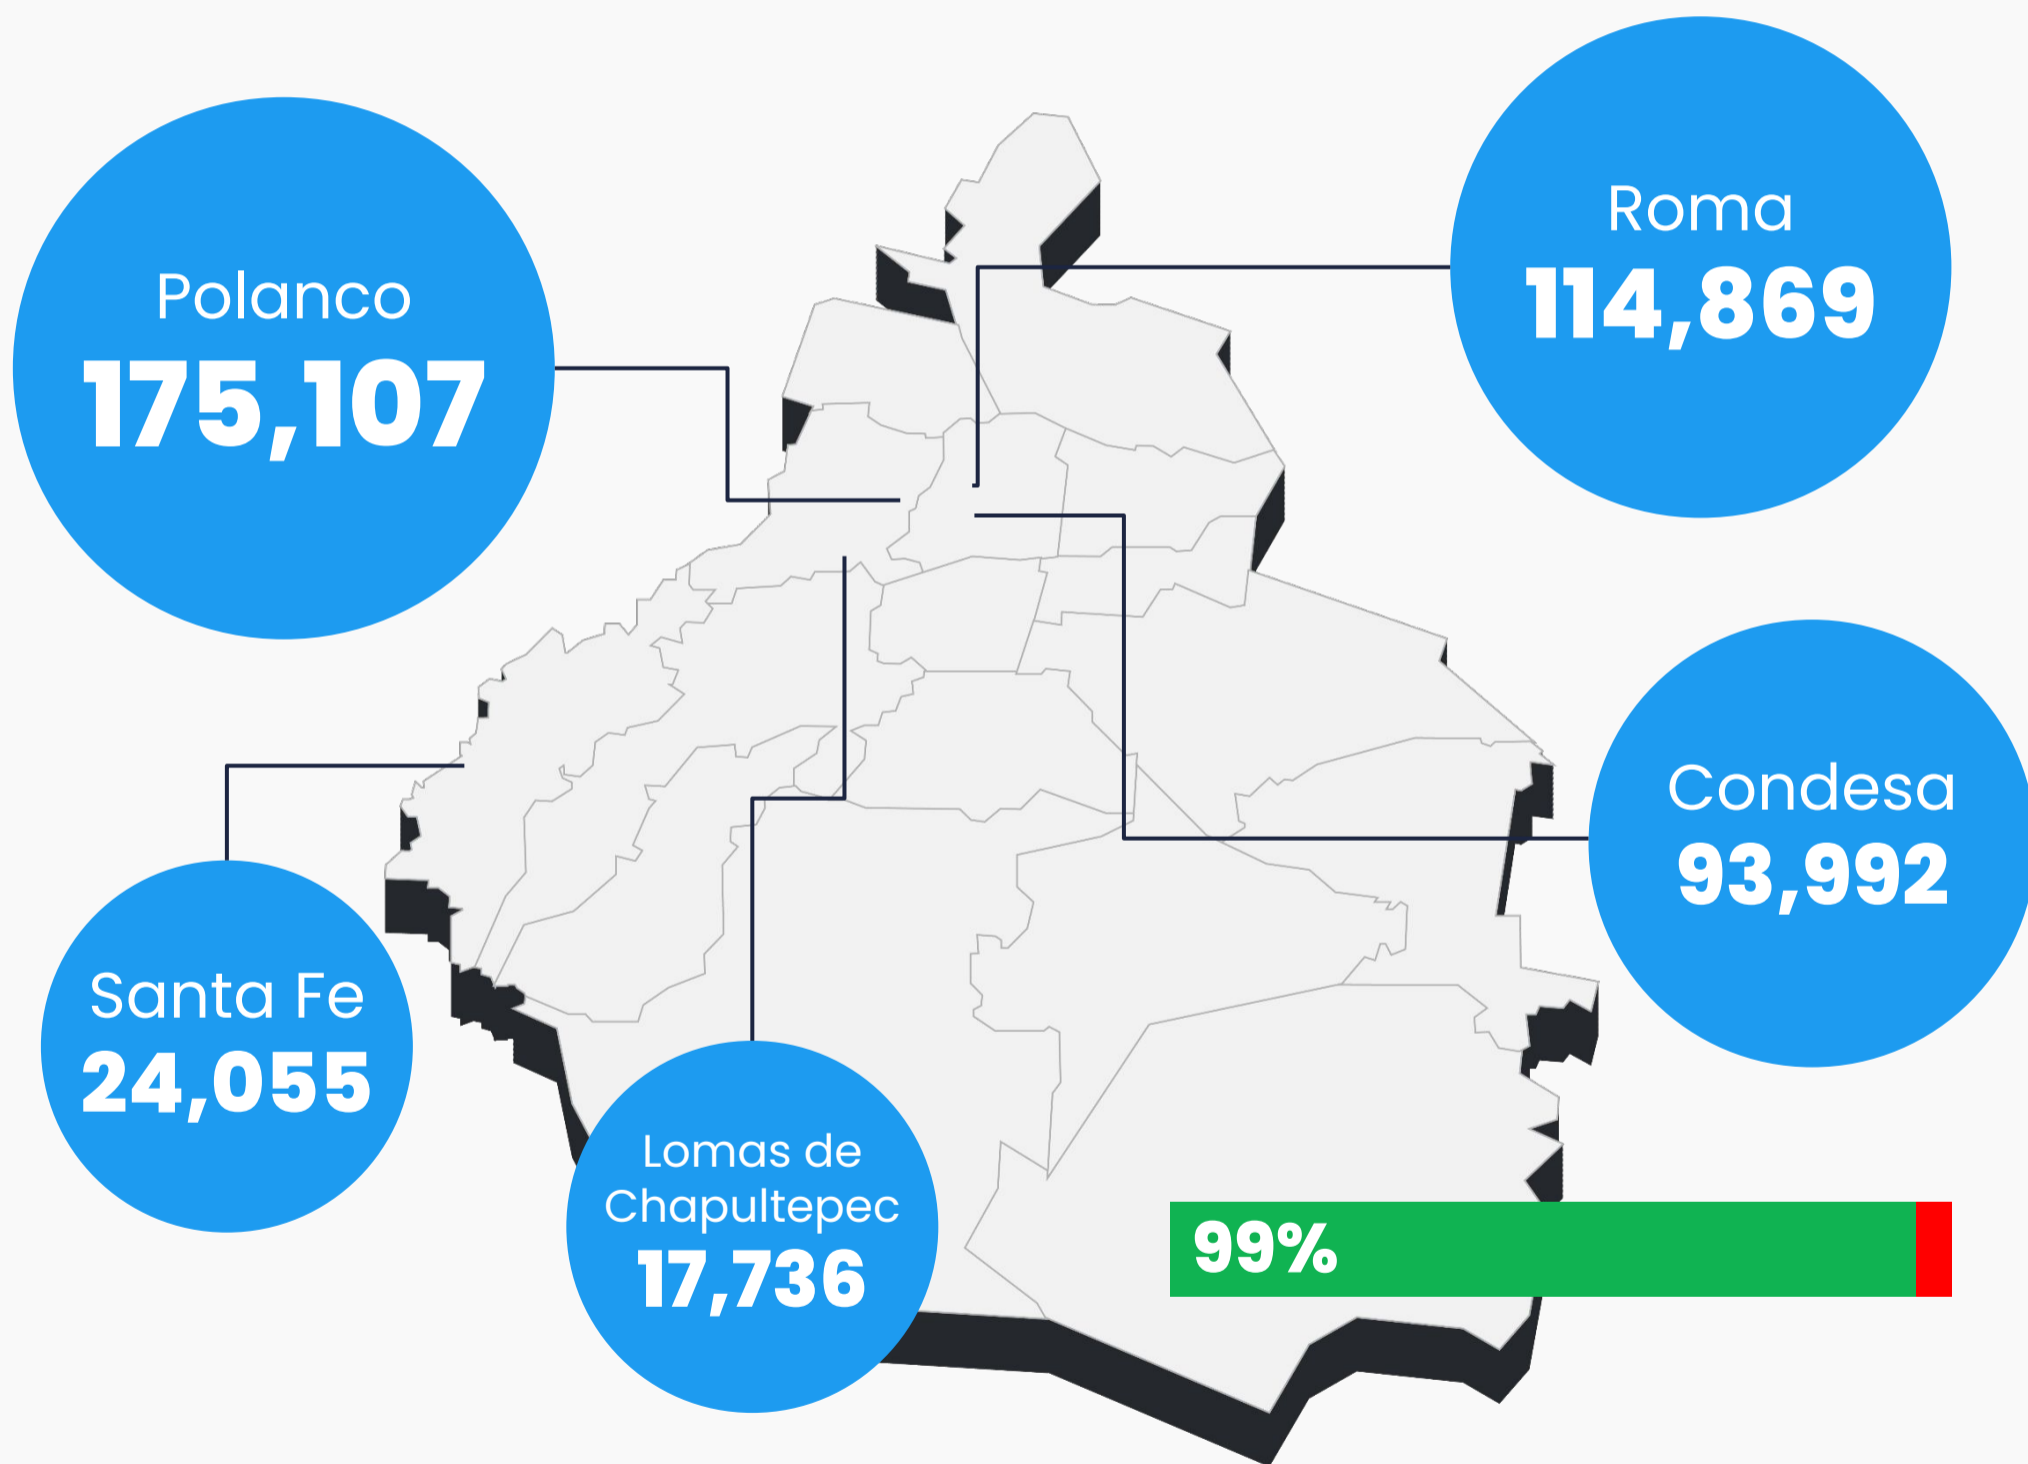 Polanco
175,107
Roma
114,869
Condesa
93,992
Santa Fe
24,055
Lomas de
Chapultepec
17,736
99%